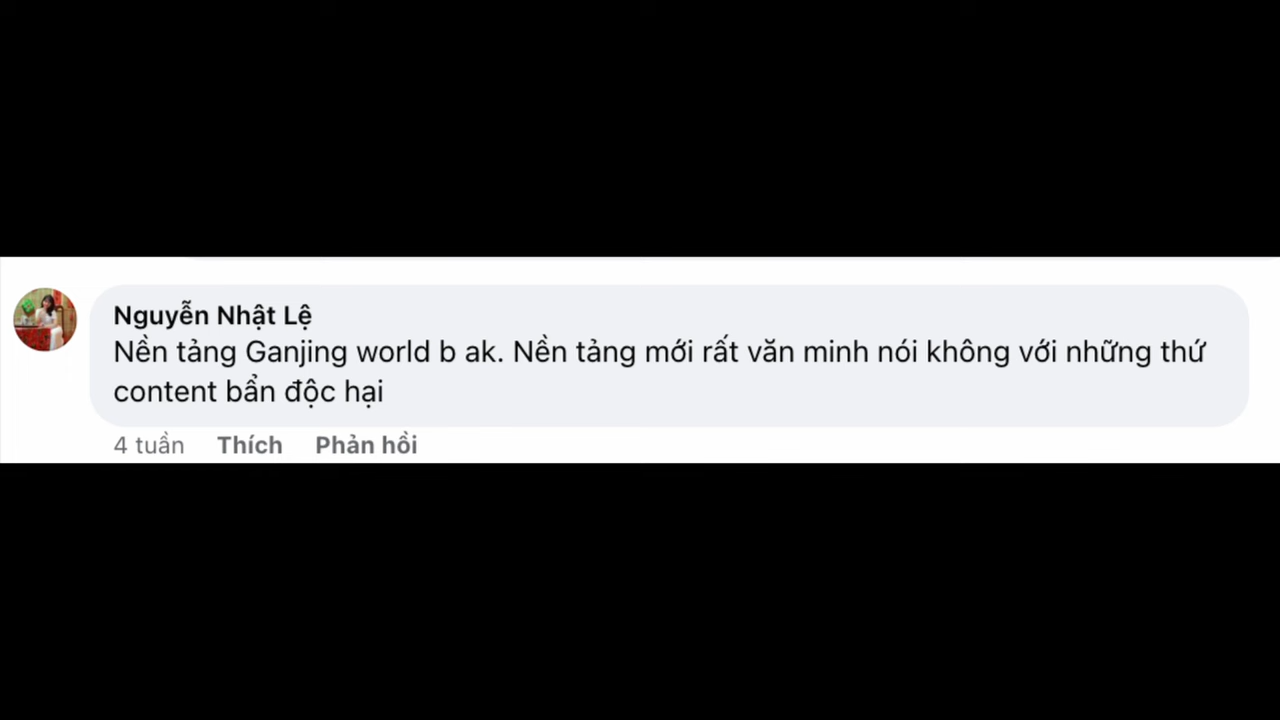 Nguyễn Nhật Lệ
Nền tảng Ganjing world b ak. Nền tảng mới rất văn minh nói không với những thứ
content bẩn độc hại
4 tuần Thích Phản hồi